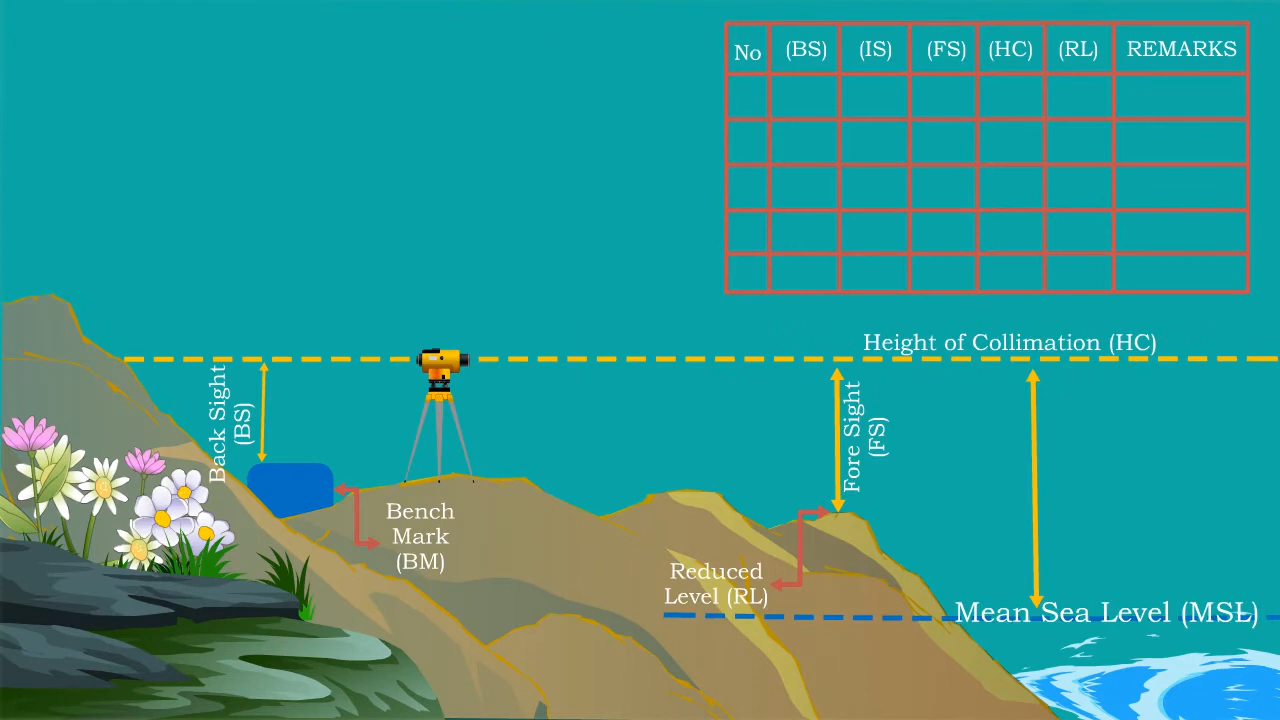 No (BS) (IS) (FS) (HC) (RL) REMARKS
Height of Collimation (HC)
Back Sight
(BS)
Fore Sight
(FS)
Bench
Mark
(BM)
Reduced
Level (RL)
Mean Sea Level (MSL)